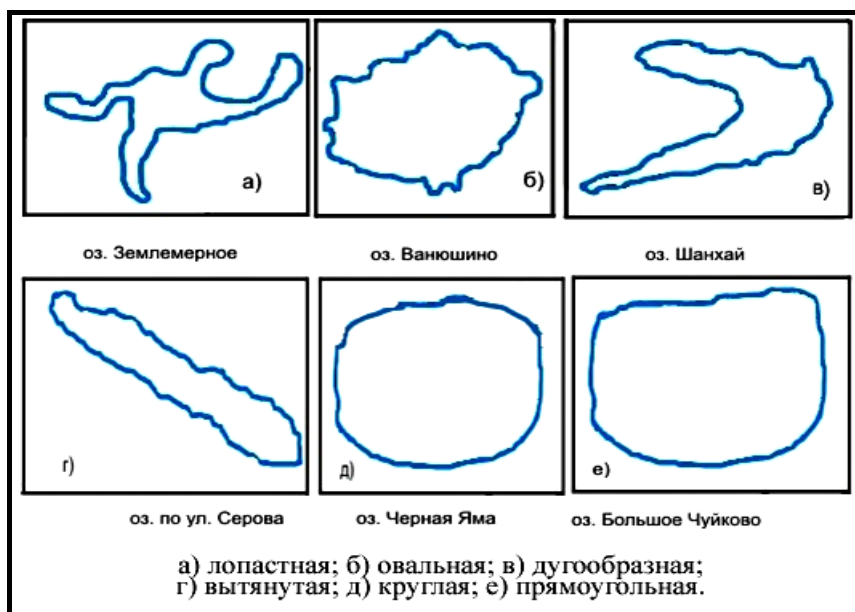 а) б) в)
оз. Землемерное оз. Ванюшино оз. Шанхай
г) д) е)
оз. по ул. Серова оз. Черная Яма оз. Большое Чуйково
а) лопастная; б) овальная; в) дугообразная;
г) вытянутая; д) круглая; е) прямоугольная.